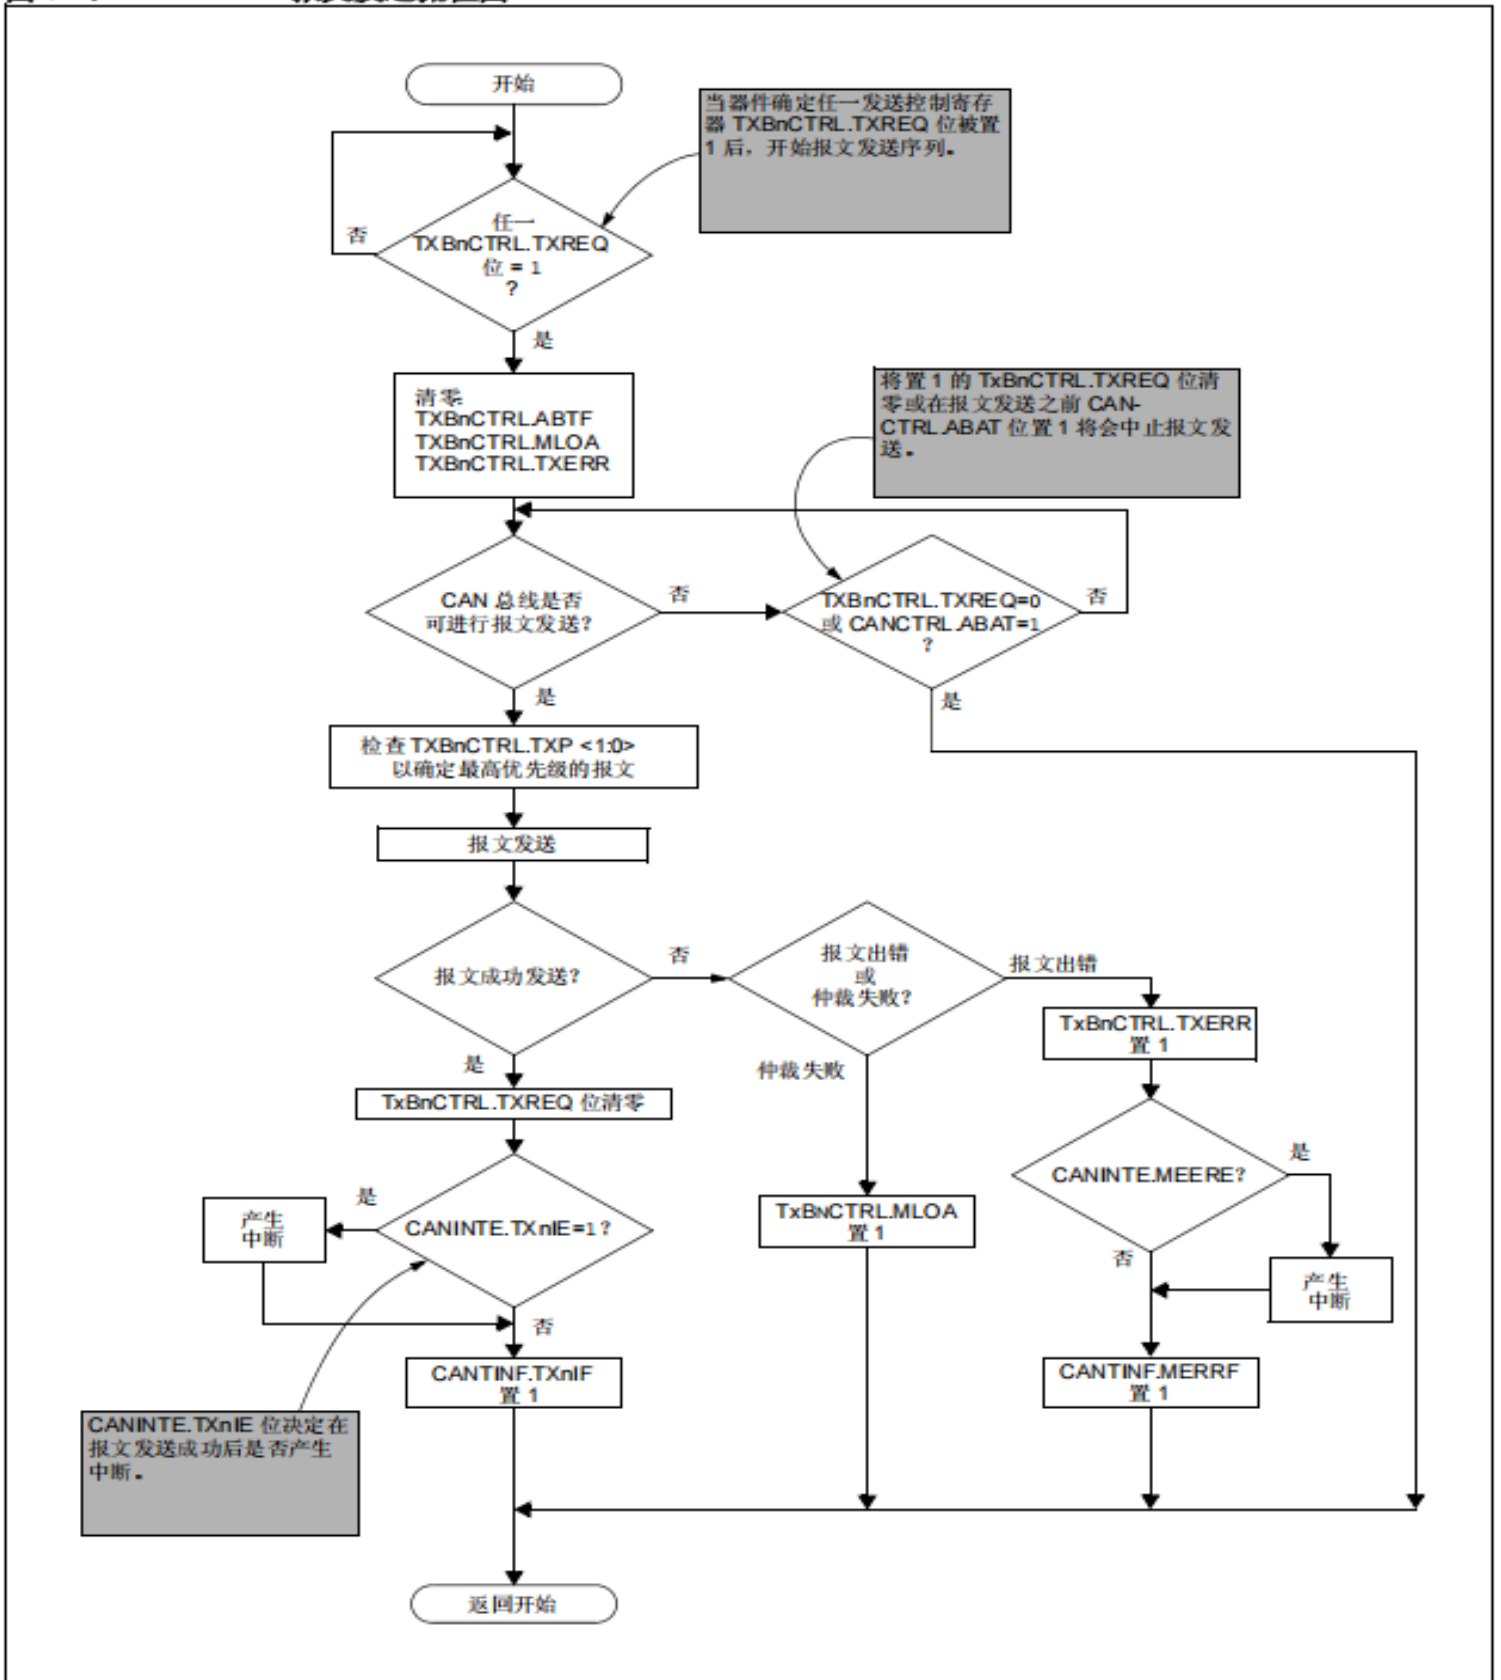 开始
当器件确定任一发送控制寄存
器 TXBnCTRL.TXREQ 位被置
1 后，开始报文发送序列。
任一
TXBnCTRL.TXREQ
位 = 1
?
否
是
清零
TXBnCTRL.ABTF
TXBnCTRL.MLOA
TXBnCTRL.TXERR
将置 1 的 TxBnCTRL.TXREQ 位清
零或在报文发送之前 CAN-
CTRL.ABAT 位置 1 将会中止报文发
送。
CAN 总线是否
可进行报文发送?
否
TXBnCTRL.TXREQ=0
或 CANCTRL.ABAT=1
?
否
是
是
检查 TXBnCTRL.TXP <1:0>
以确定最高优先级的报文
报文发送
报文成功发送?
否
报文出错
或
仲裁失败?
报文出错
TxBnCTRL.TXERR
置 1
是
仲裁失败
TxBnCTRL.TXREQ 位清零
CANINTE.MEERE?
是
产生
中断
是
CANINTE.TXnIE=1?
TxBNCTRL.MLOA
置 1
否
产生
中断
否
CANTINF.TXnIF
置 1
CANTINF.MERRF
置 1
CANINTE.TXnIE 位决定在
报文发送成功后是否产生
中断。
返回开始